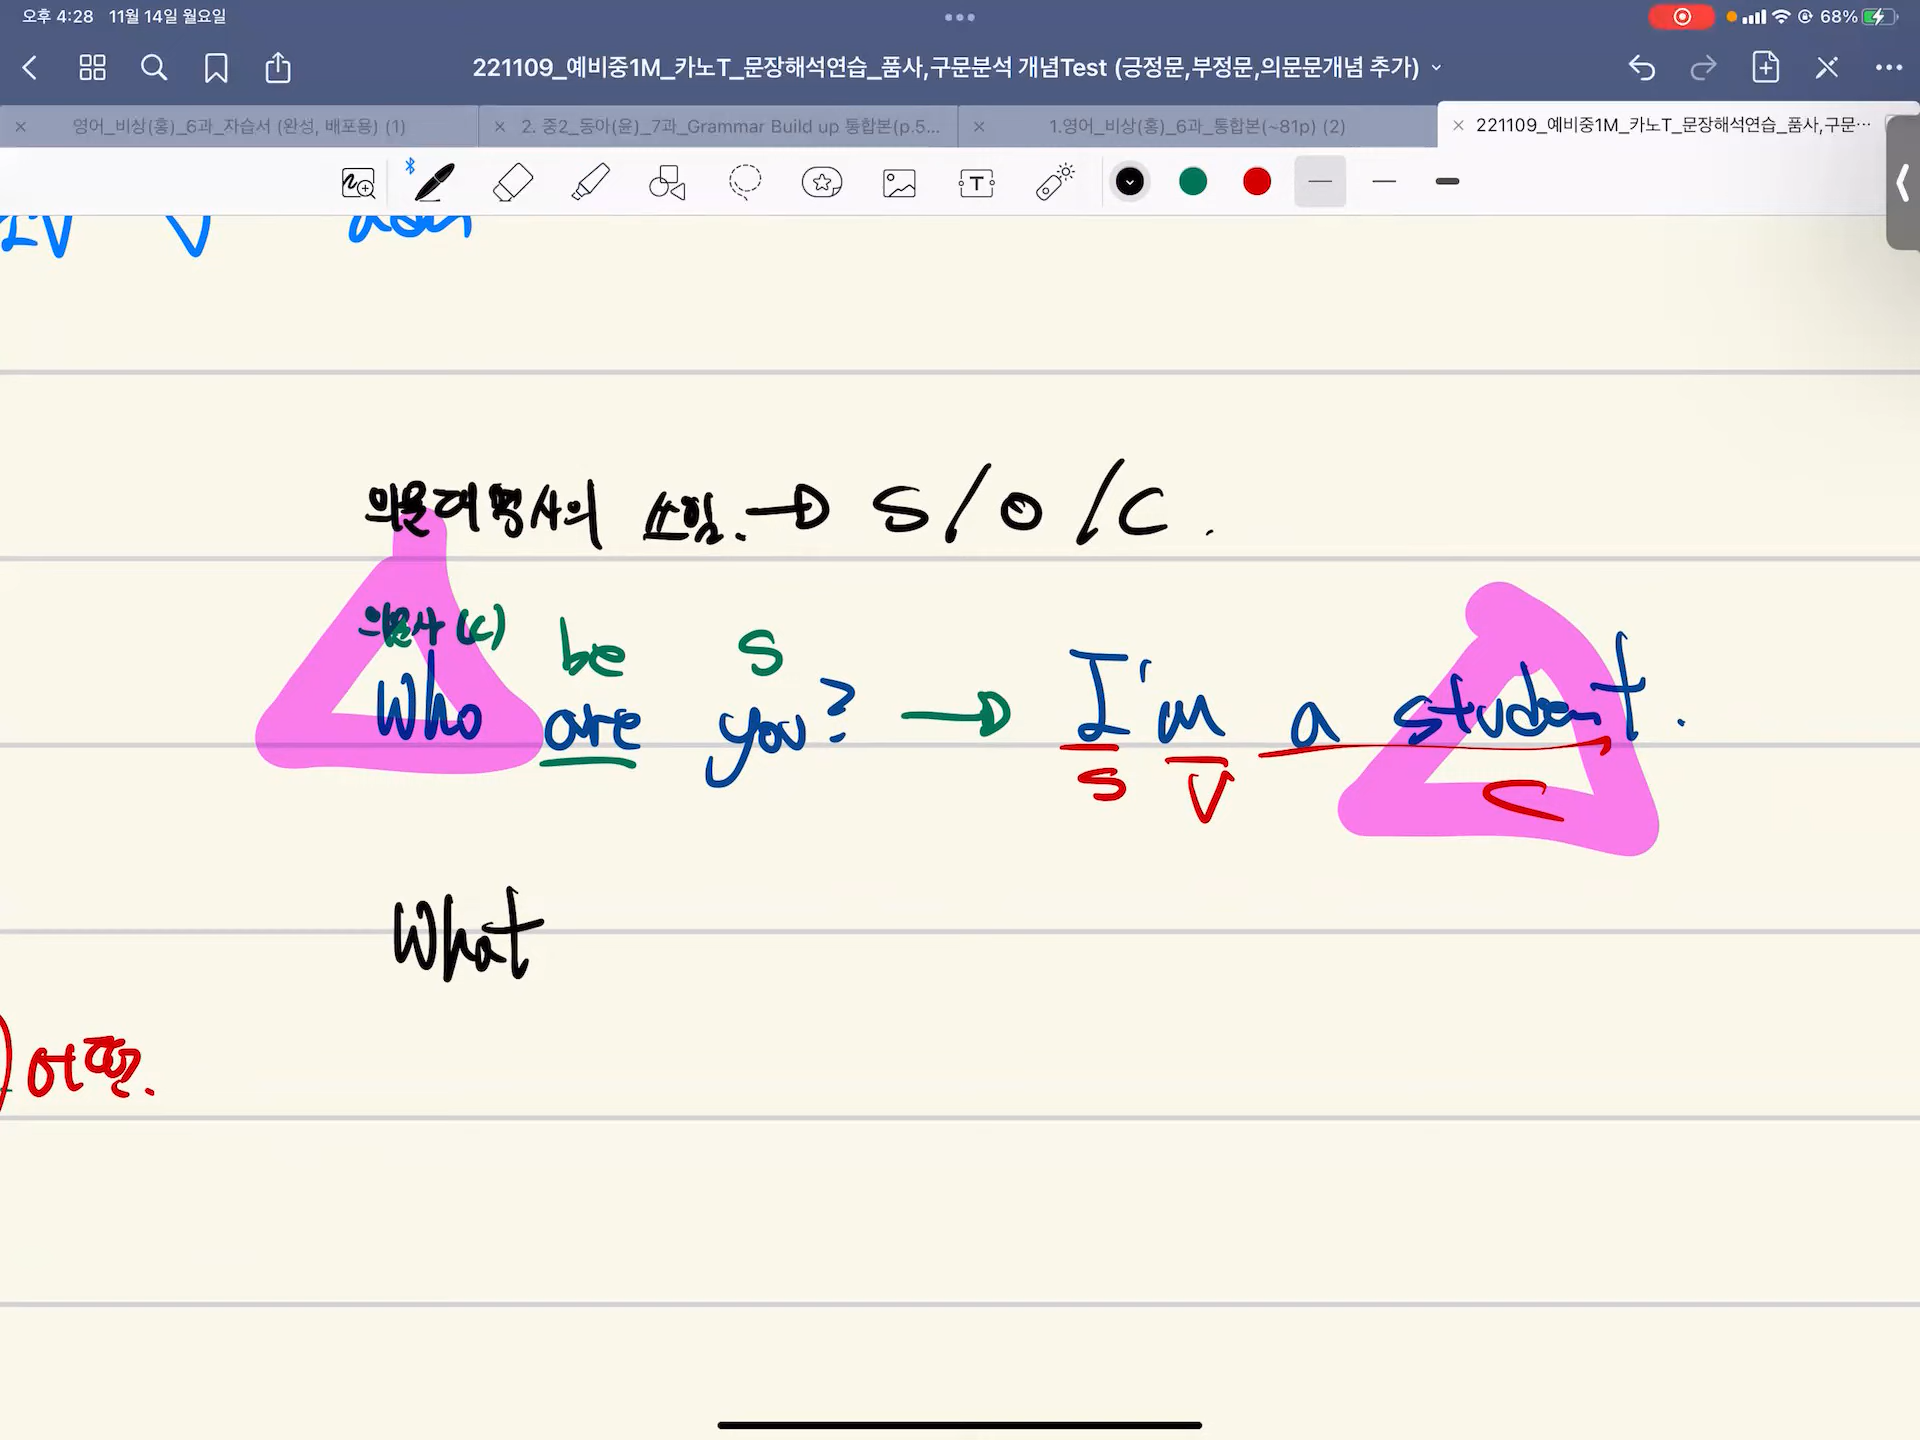 오후 4:28 11월 14일 월요일
68%
221109_예비중1M_카노T_문장해석연습_품사,구문분석 개념Test (긍정문,부정문,의문문개념 추가)
영어_비상(홍)_6과_자습서 (완성, 배포용) (1)
2. 중2_동아(윤)_7과_Grammar Build up 통합본(p.5...
1.영어_비상(홍)_6과_통합본(~81p) (2)
221109_예비중1M_카노T_문장해석연습_품사,구문…
V
의문대명사의 쓰임. → S / O / C .
의문사 (C) be S
Who are you? → I'm a student.
S V C
What
어떤.